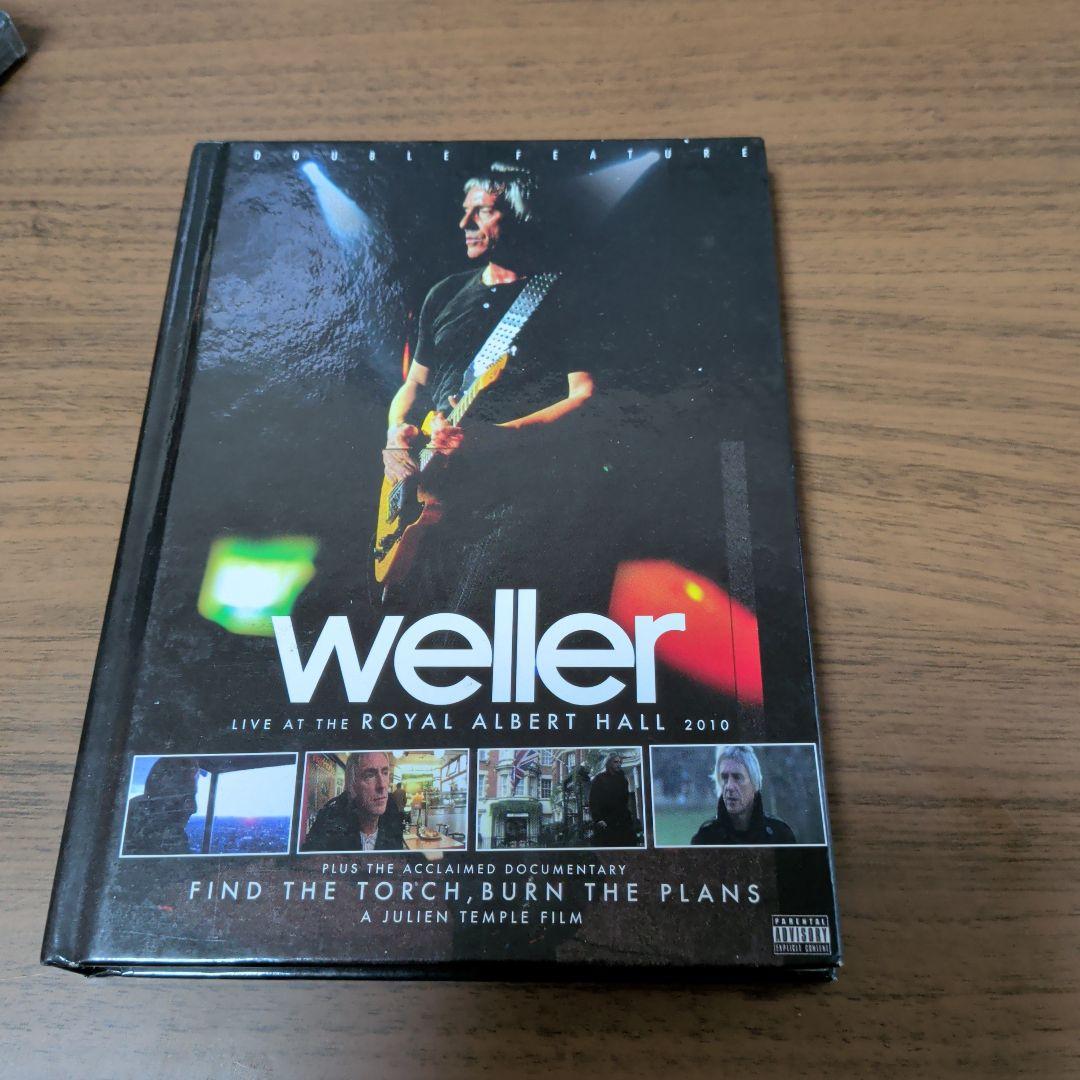 DOUBLE FEATURE
weller
LIVE AT THE ROYAL ALBERT HALL 2010
PLUS THE ACCLAIMED DOCUMENTARY
FIND THE TORCH, BURN THE PLANS
A JULIEN TEMPLE FILM
PARENTAL
ADVISORY
EXPLICIT CONTENT